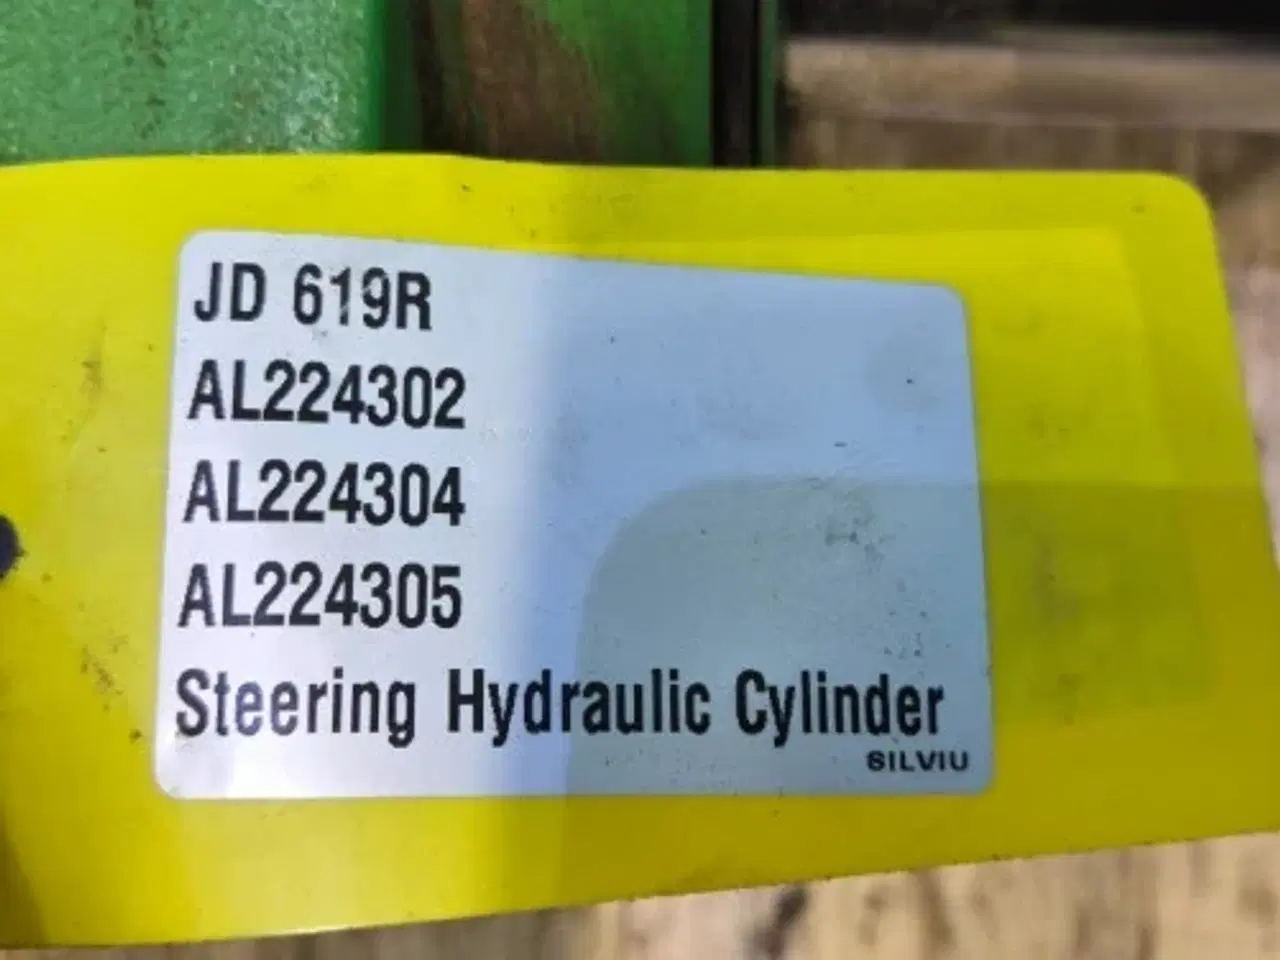 JD 619R
AL224302
AL224304
AL224305
Steering Hydraulic Cylinder
SILVIU